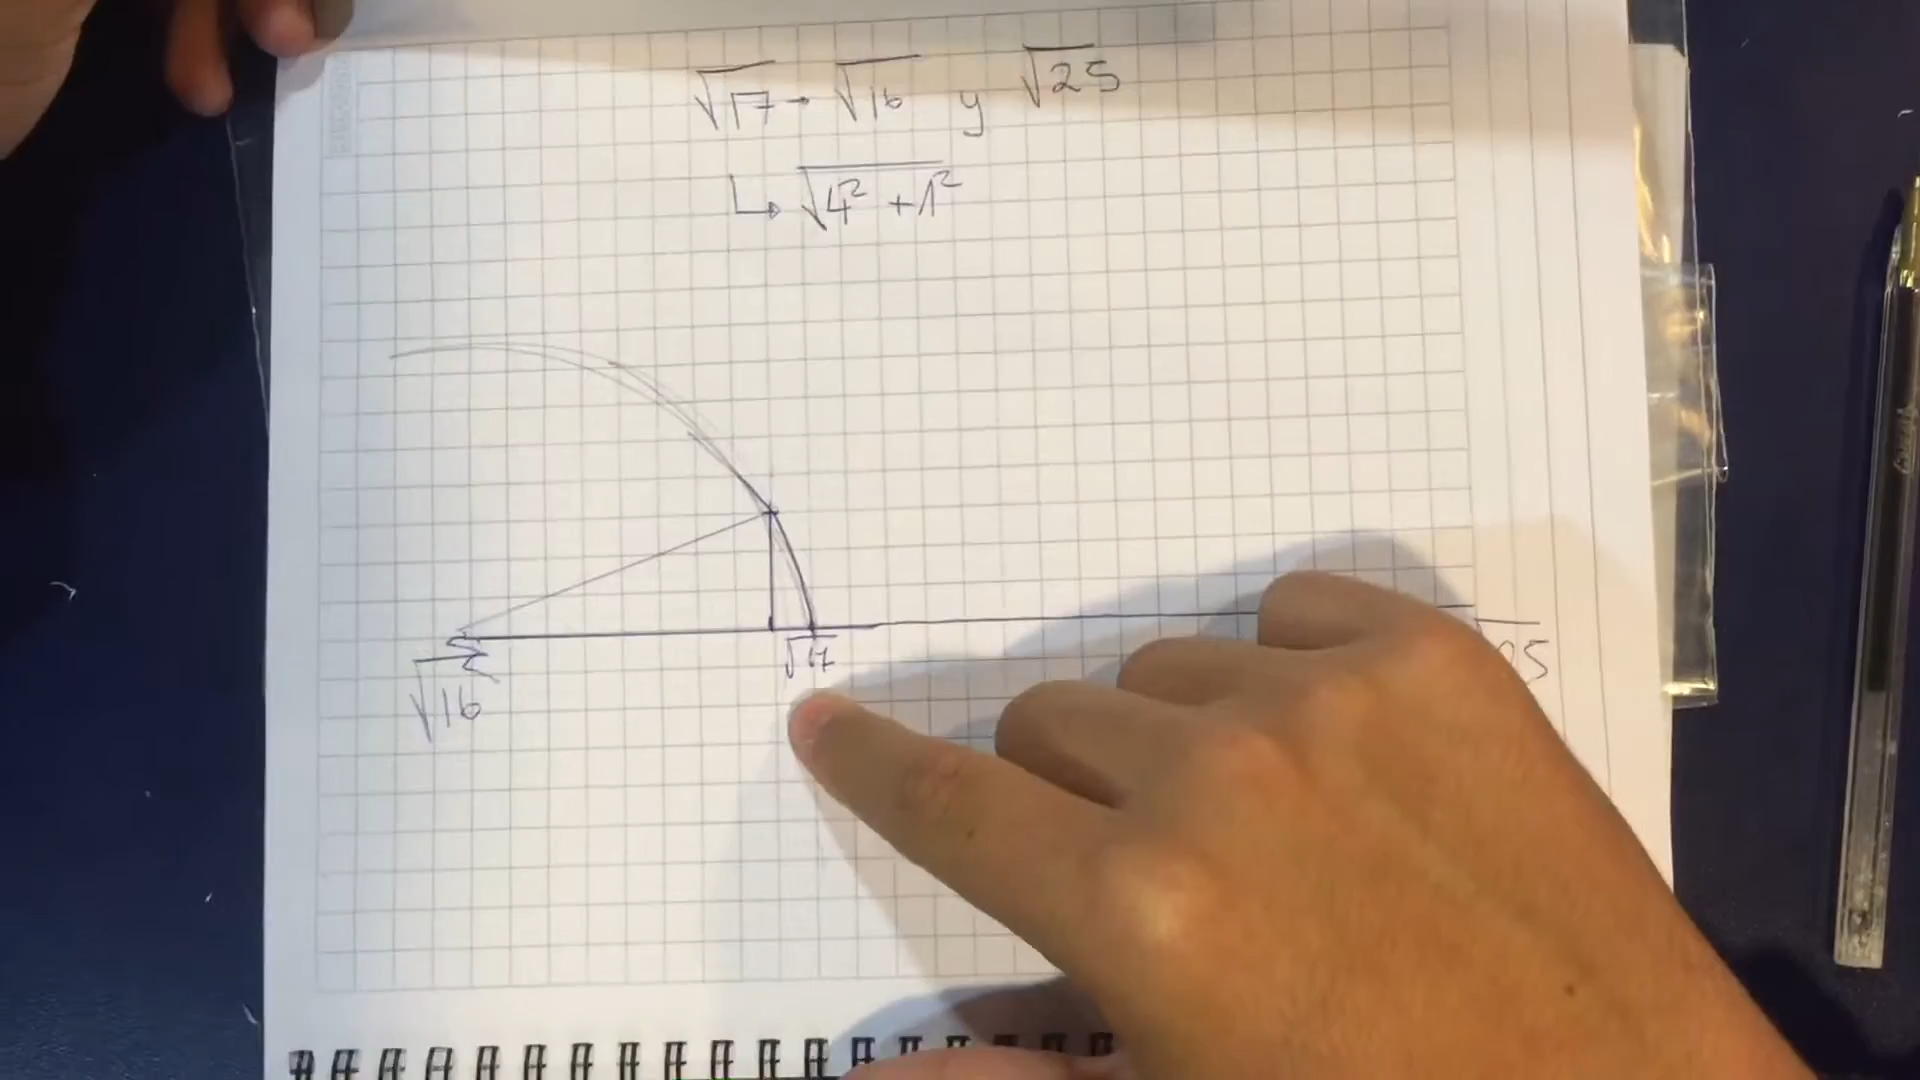 √17 → √16 y √25
↳ √4² + 1²
√17
√16